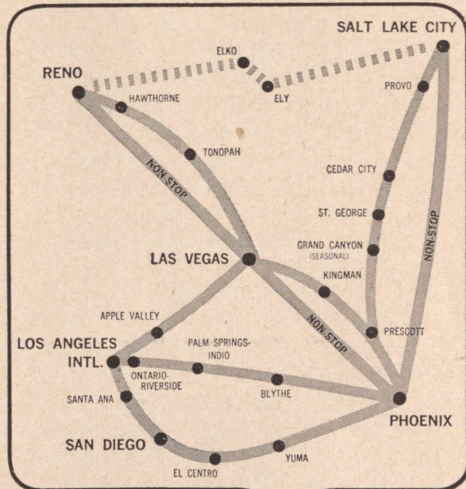 SALT LAKE CITY
ELKO
RENO
ELY
PROVO
HAWTHORNE
TONOPAH
NON-STOP
CEDAR CITY
ST. GEORGE
NON-STOP
GRAND CANYON
(SEASONAL)
LAS VEGAS
KINGMAN
APPLE VALLEY
NON-STOP
PRESCOTT
LOS ANGELES
INTL.
PALM SPRINGS-
INDIO
ONTARIO-
RIVERSIDE
BLYTHE
SANTA ANA
PHOENIX
SAN DIEGO
YUMA
EL CENTRO